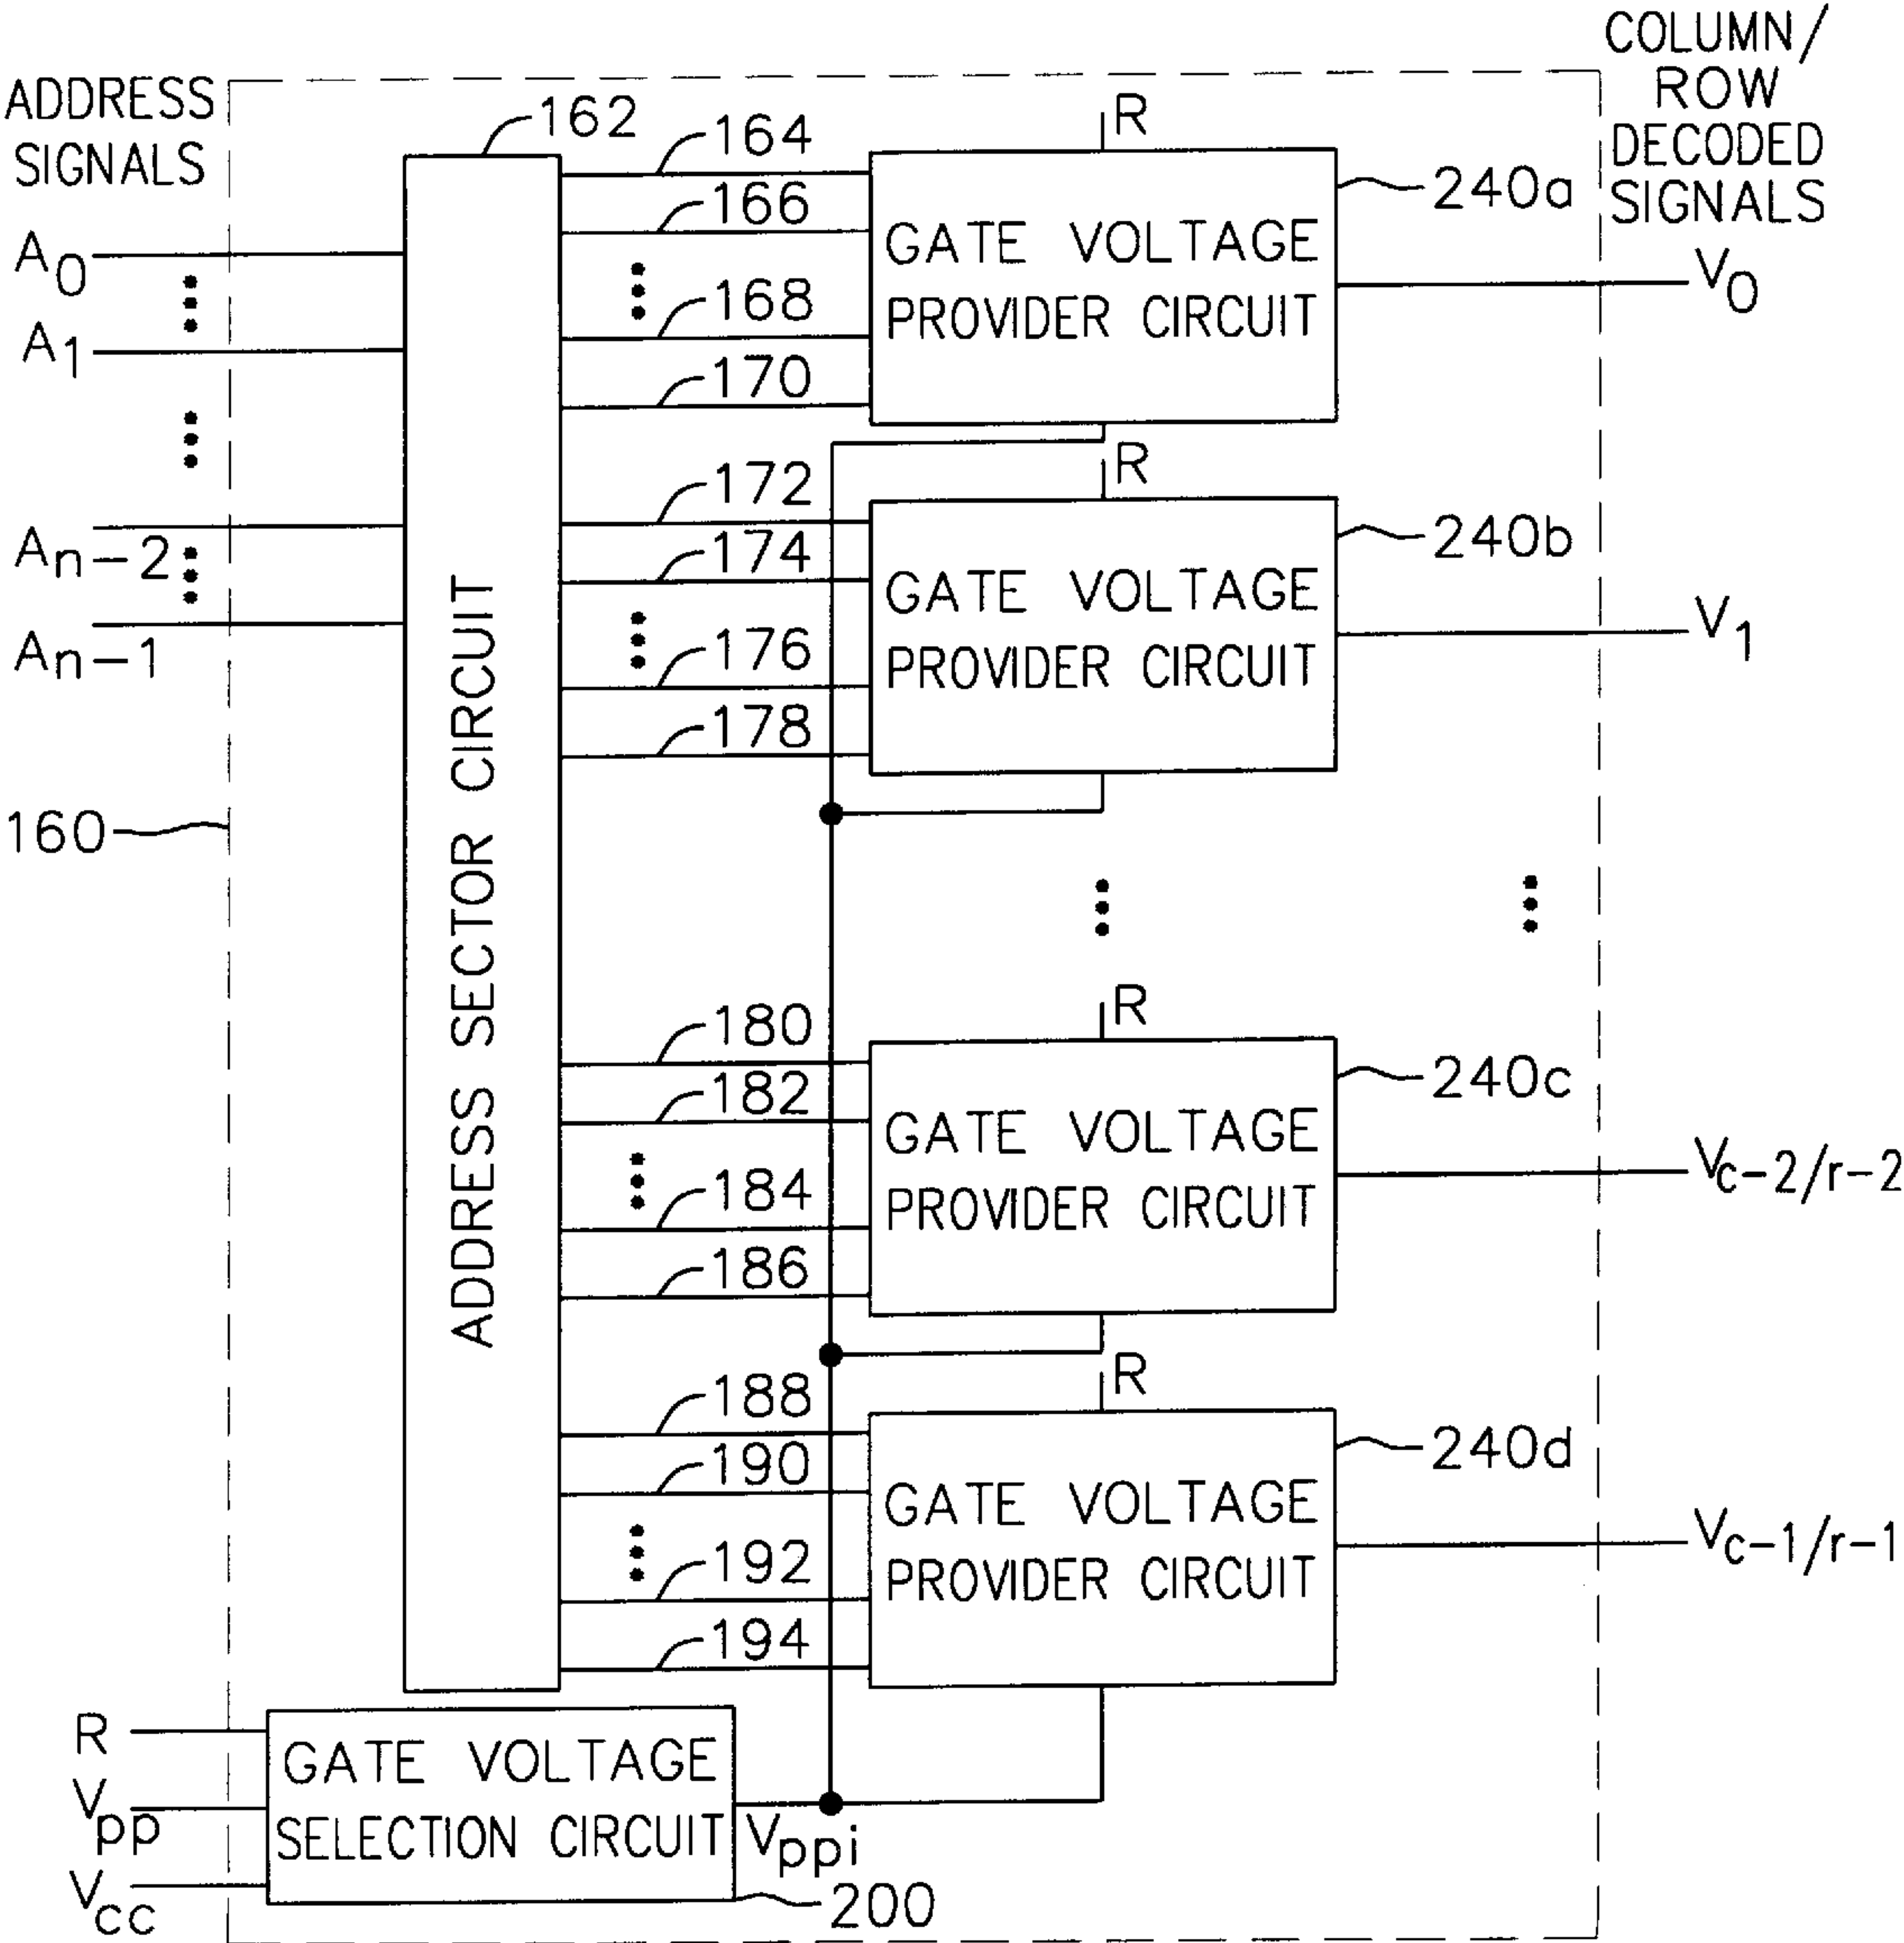 ADDRESS
SIGNALS
A0
A1
An-2
An-1
160
162
ADDRESS SECTOR CIRCUIT
164
166
168
170
R
GATE VOLTAGE
PROVIDER CIRCUIT
240a
172
174
176
178
R
GATE VOLTAGE
PROVIDER CIRCUIT
240b
180
182
184
186
R
GATE VOLTAGE
PROVIDER CIRCUIT
240c
188
190
192
194
R
GATE VOLTAGE
PROVIDER CIRCUIT
240d
COLUMN/
ROW
DECODED
SIGNALS
V0
V1
Vc-2/r-2
Vc-1/r-1
R
Vpp
Vcc
GATE VOLTAGE
SELECTION CIRCUIT
Vppi
200